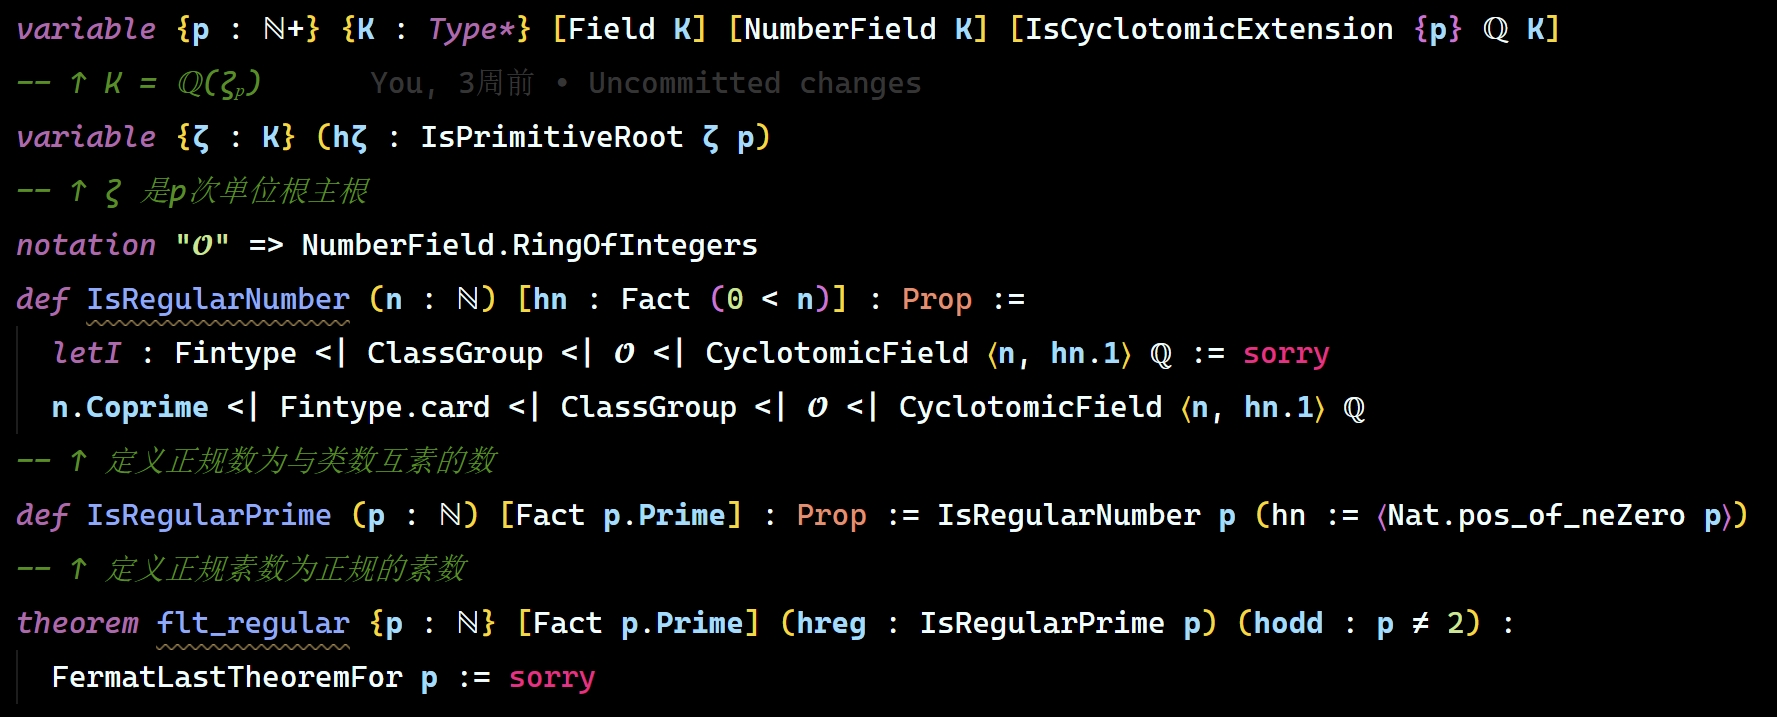 variable {p : ℕ+} {K : Type*} [Field K] [NumberField K] [IsCyclotomicExtension {p} ℚ K]
-- ↑ K = ℚ(ζₚ)      You, 3周前 • Uncommitted changes
variable {ζ : K} (hζ : IsPrimitiveRoot ζ p)
-- ↑ ζ 是p次单位根主根
notation "𝓞" => NumberField.RingOfIntegers
def IsRegularNumber (n : ℕ) [hn : Fact (0 < n)] : Prop :=
  letI : Fintype <| ClassGroup <| 𝓞 <| CyclotomicField ⟨n, hn.1⟩ ℚ := sorry
  n.Coprime <| Fintype.card <| ClassGroup <| 𝓞 <| CyclotomicField ⟨n, hn.1⟩ ℚ
-- ↑ 定义正规数为与类数互素的数
def IsRegularPrime (p : ℕ) [Fact p.Prime] : Prop := IsRegularNumber p (hn := ⟨Nat.pos_of_neZero p⟩)
-- ↑ 定义正规素数为正规的素数
theorem flt_regular {p : ℕ} [Fact p.Prime] (hreg : IsRegularPrime p) (hodd : p ≠ 2) :
  FermatLastTheoremFor p := sorry